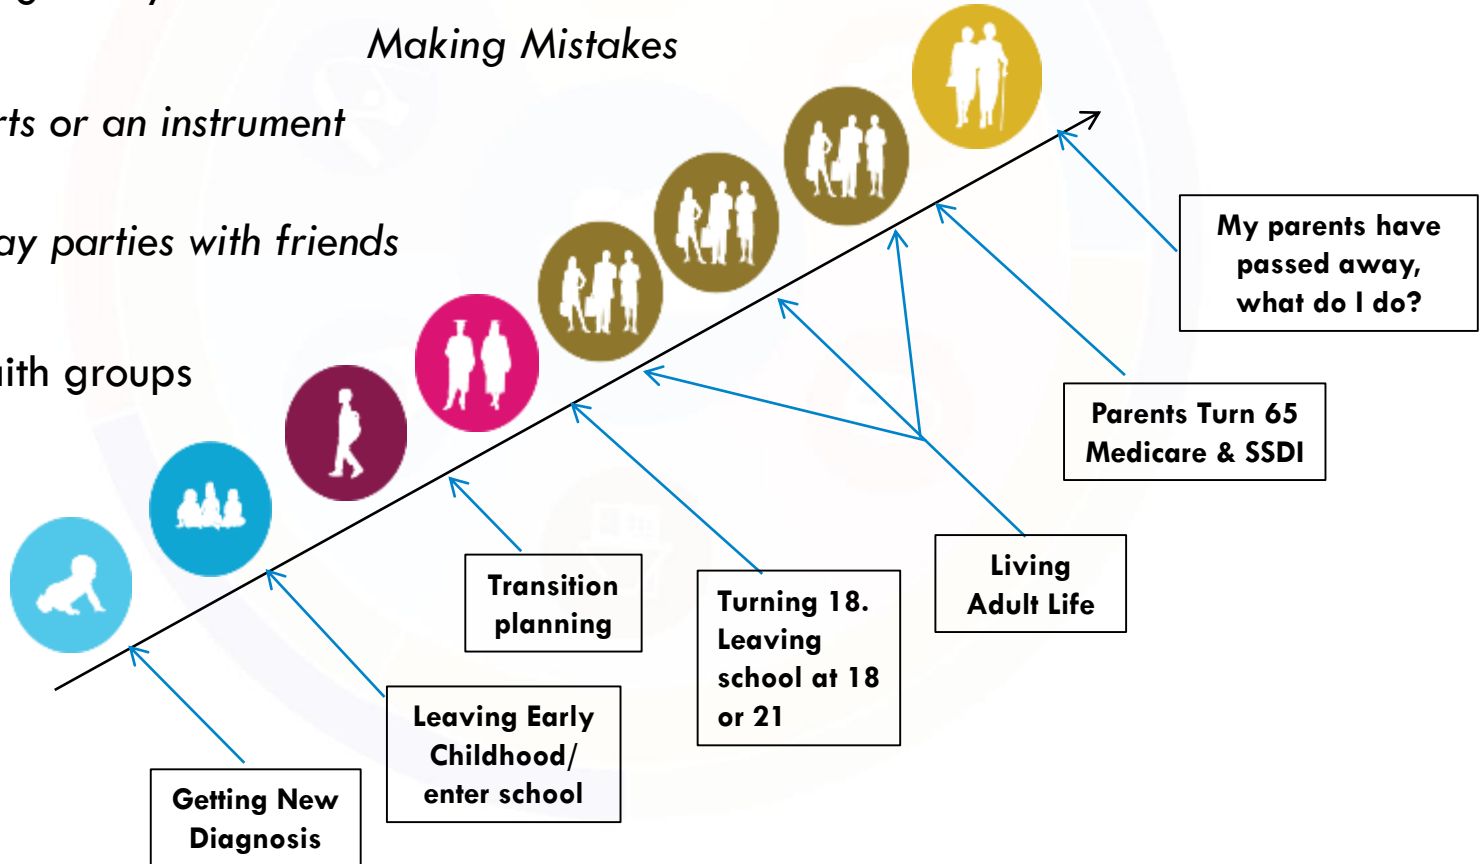 Making Mistakes
rts or an instrument
ay parties with friends
aith groups
My parents have
passed away,
what do I do?
Parents Turn 65
Medicare & SSDI
Living
Adult Life
Transition
planning
Turning 18.
Leaving
school at 18
or 21
Leaving Early
Childhood/
enter school
Getting New
Diagnosis